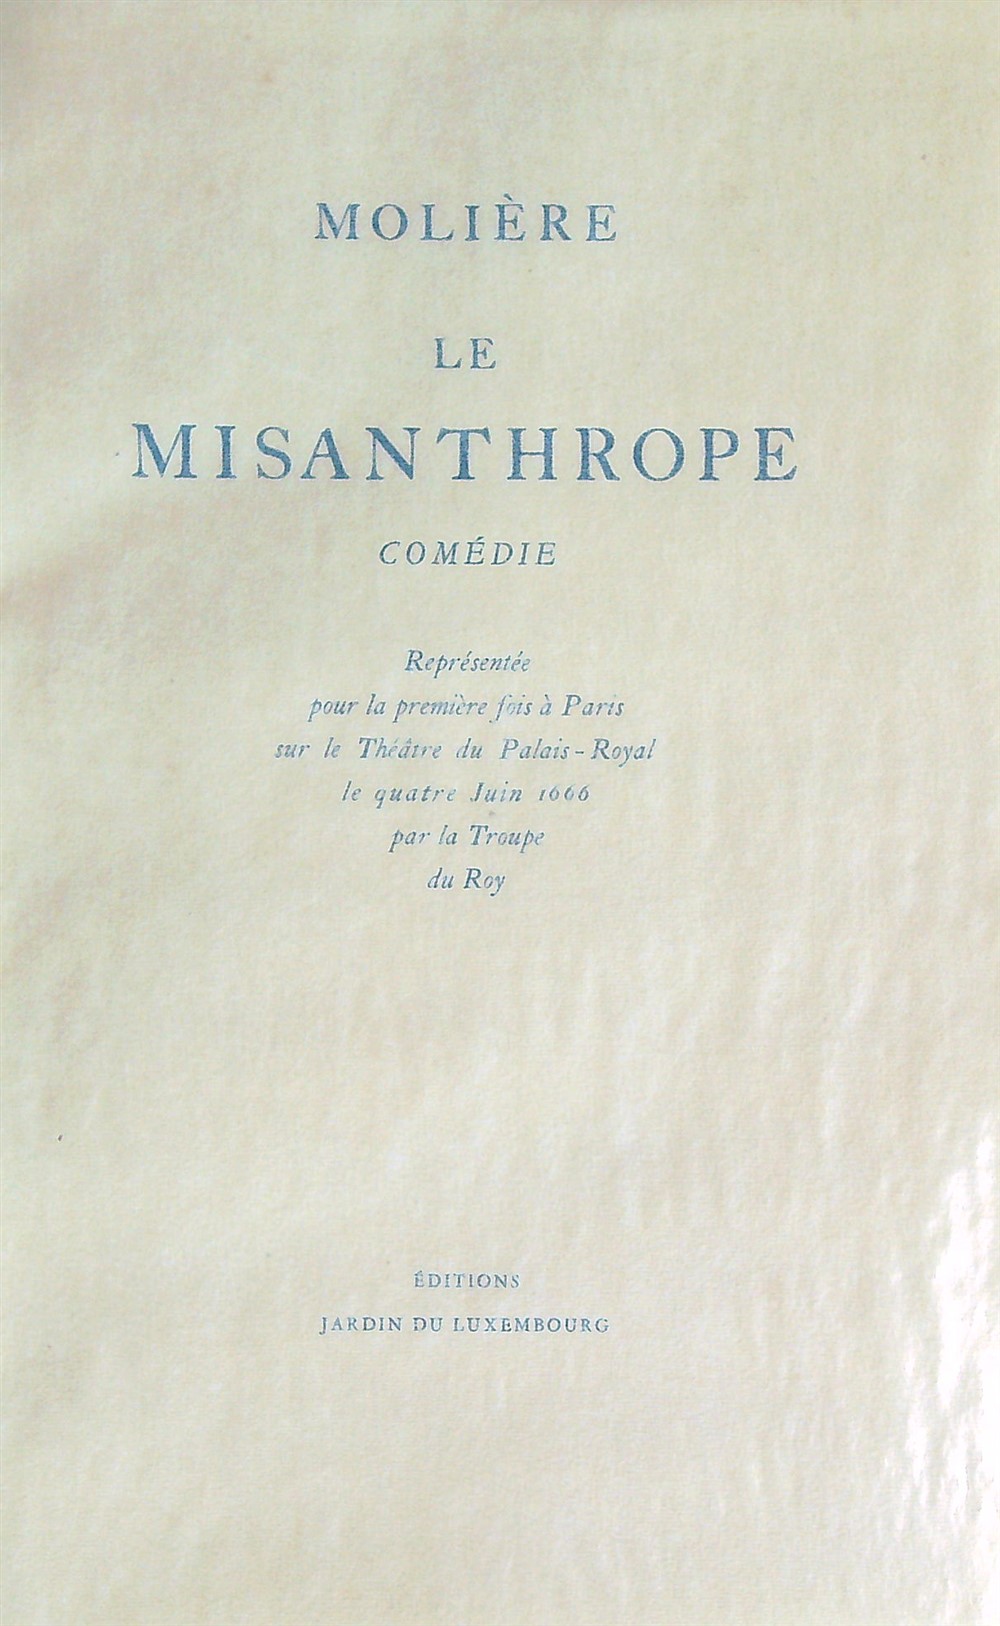 MOLIÈRE
LE
MISANTHROPE
COMÉDIE
Représentée
pour la première fois à Paris
sur le Théâtre du Palais-Royal
le quatre Juin 1666
par la Troupe
du Roy
ÉDITIONS
JARDIN DU LUXEMBOURG